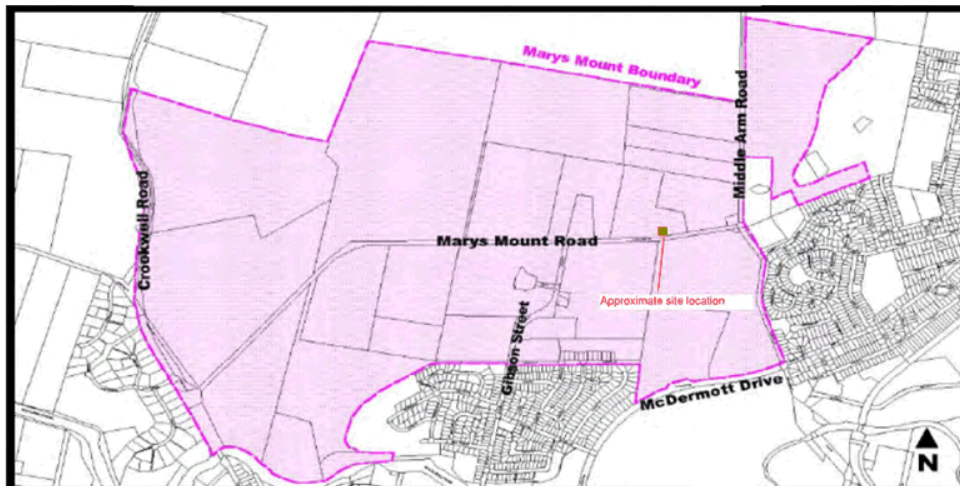 Marys Mount Boundary
Middle Arm Road
Crookwell Road
Marys Mount Road
Approximate site location
Gibson Street
McDermott Drive
N